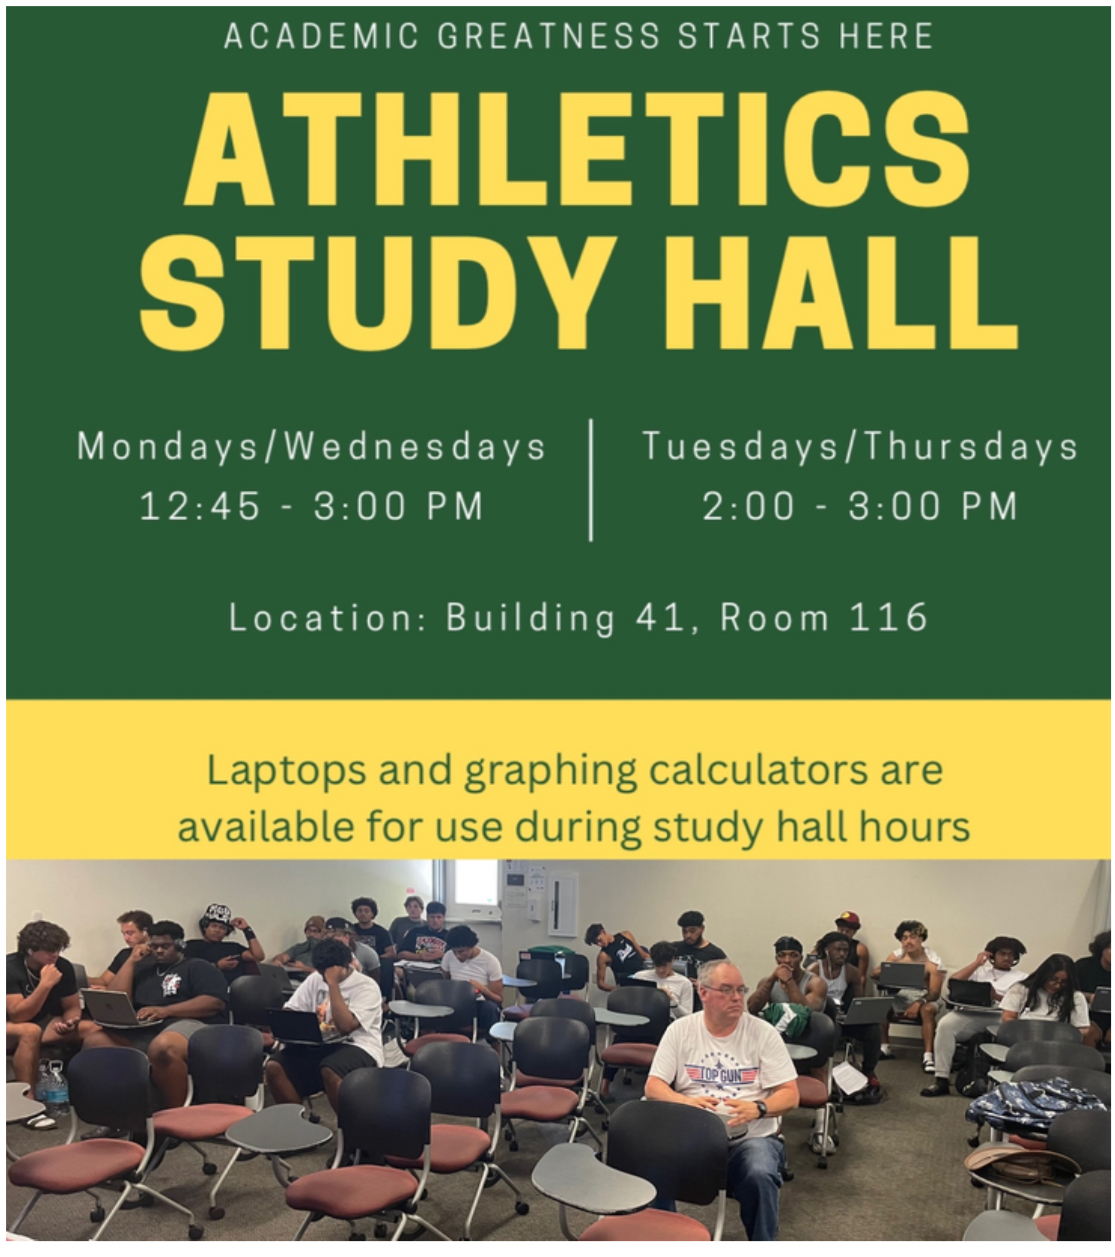 ACADEMIC GREATNESS STARTS HERE
ATHLETICS
STUDY HALL
Mondays/Wednesdays
12:45 - 3:00 PM
Tuesdays/Thursdays
2:00 - 3:00 PM
Location: Building 41, Room 116
Laptops and graphing calculators are
available for use during study hall hours
TOP GUN